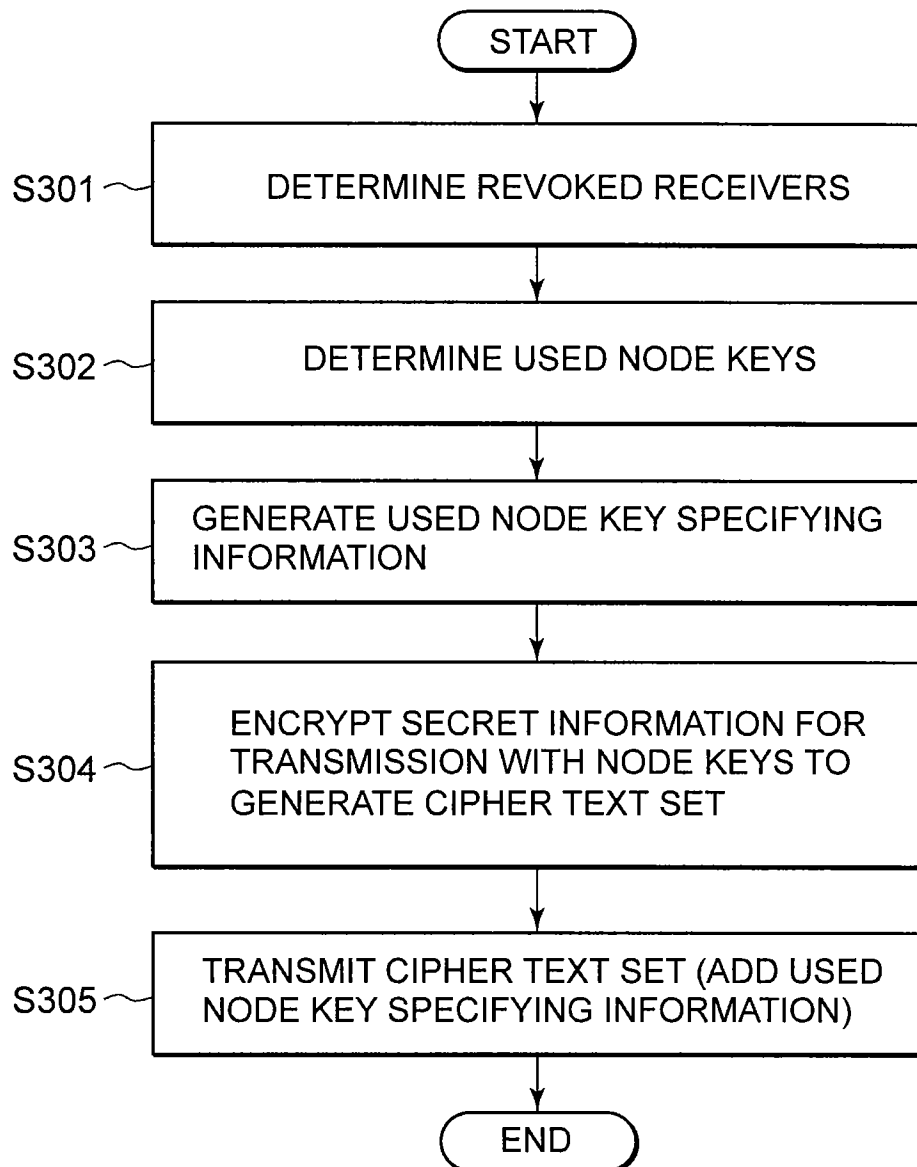 START
S301
DETERMINE REVOKED RECEIVERS
S302
DETERMINE USED NODE KEYS
S303
GENERATE USED NODE KEY SPECIFYING
INFORMATION
S304
ENCRYPT SECRET INFORMATION FOR
TRANSMISSION WITH NODE KEYS TO
GENERATE CIPHER TEXT SET
S305
TRANSMIT CIPHER TEXT SET (ADD USED
NODE KEY SPECIFYING INFORMATION)
END